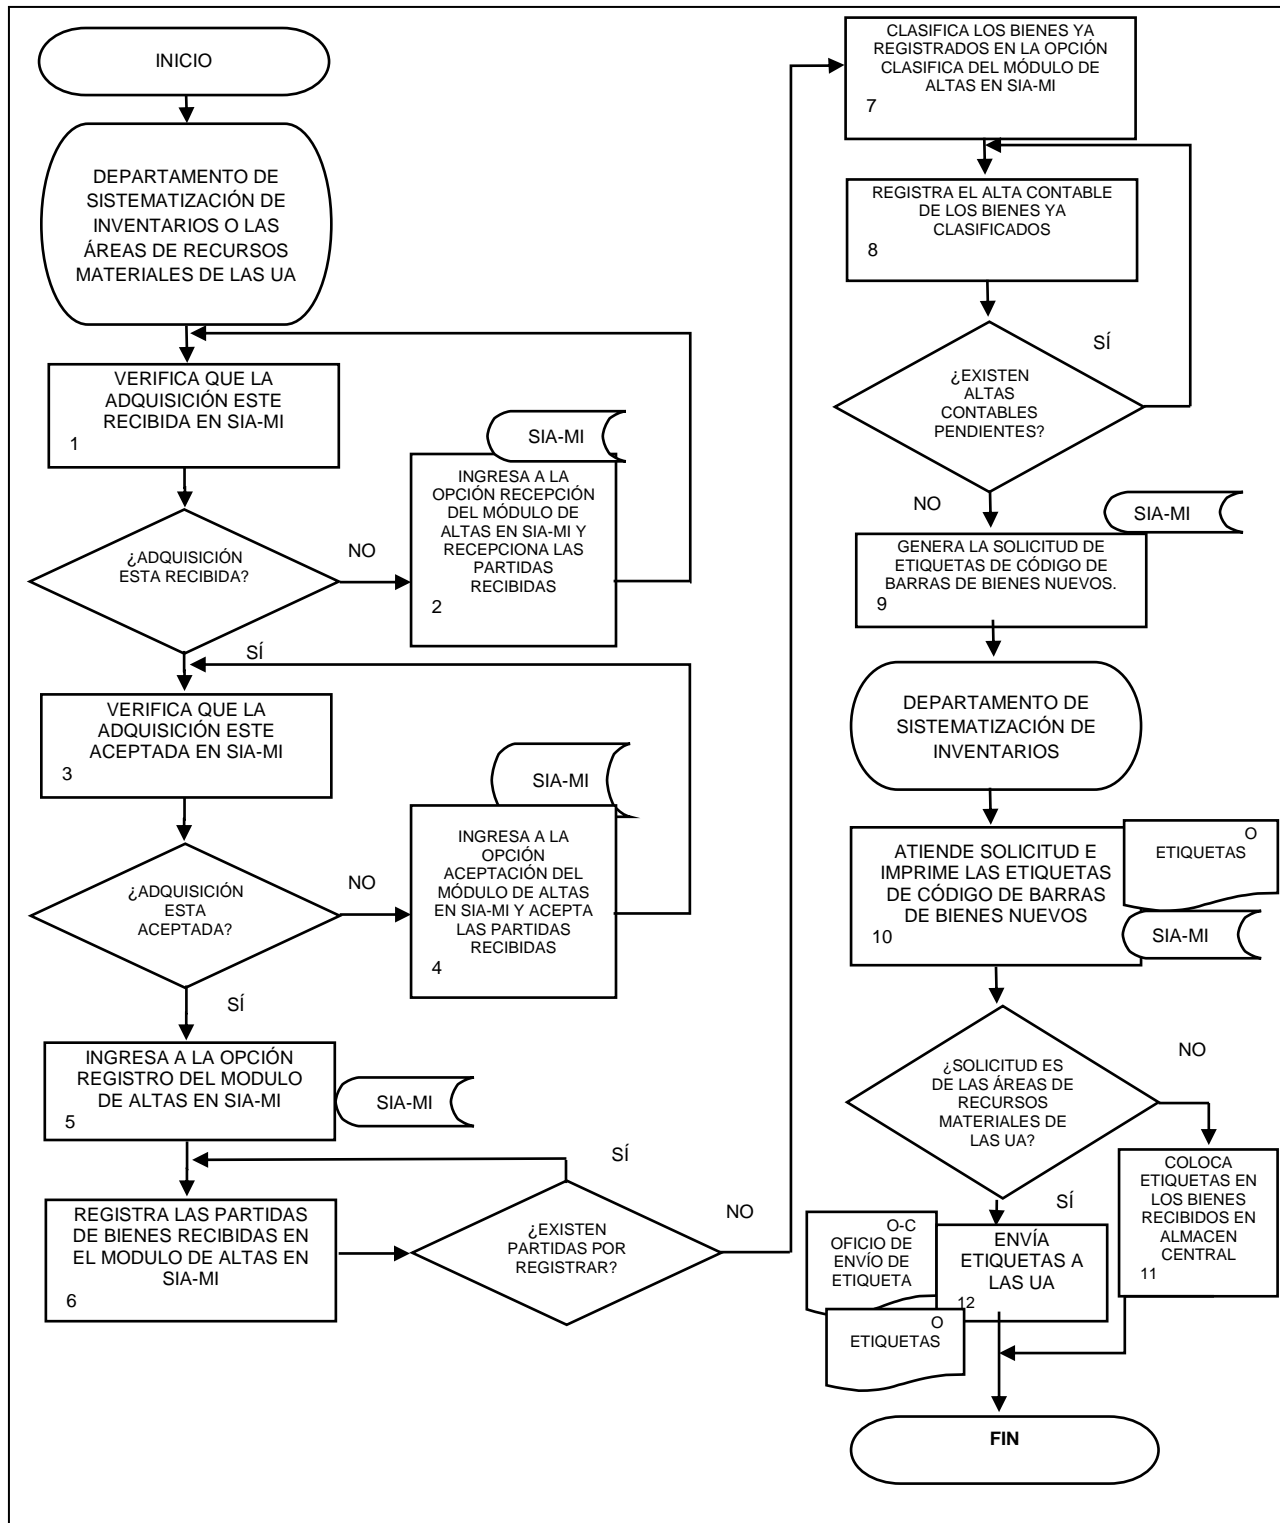 INICIO
DEPARTAMENTO DE
SISTEMATIZACIÓN DE
INVENTARIOS O LAS
ÁREAS DE RECURSOS
MATERIALES DE LAS UA
VERIFICA QUE LA
ADQUISICIÓN ESTE
RECIBIDA EN SIA-MI
1
¿ADQUISICIÓN
ESTA RECIBIDA?
NO
SIA-MI
INGRESA A LA
OPCIÓN RECEPCIÓN
DEL MÓDULO DE
ALTAS EN SIA-MI Y
RECEPCIONA LAS
PARTIDAS
RECIBIDAS
2
SÍ
VERIFICA QUE LA
ADQUISICIÓN ESTE
ACEPTADA EN SIA-MI
3
¿ADQUISICIÓN
ESTA
ACEPTADA?
NO
SIA-MI
INGRESA A LA
OPCIÓN
ACEPTACIÓN DEL
MÓDULO DE ALTAS
EN SIA-MI Y ACEPTA
LAS PARTIDAS
RECIBIDAS
4
SÍ
INGRESA A LA OPCIÓN
REGISTRO DEL MODULO
DE ALTAS EN SIA-MI
5
SIA-MI
REGISTRA LAS PARTIDAS
DE BIENES RECIBIDAS EN
EL MODULO DE ALTAS EN
SIA-MI
6
SÍ
¿EXISTEN
PARTIDAS POR
REGISTRAR?
NO
CLASIFICA LOS BIENES YA
REGISTRADOS EN LA OPCIÓN
CLASIFICA DEL MÓDULO DE
ALTAS EN SIA-MI
7
REGISTRA EL ALTA CONTABLE
DE LOS BIENES YA
CLASIFICADOS
8
SÍ
¿EXISTEN
ALTAS
CONTABLES
PENDIENTES?
NO
SIA-MI
GENERA LA SOLICITUD DE
ETIQUETAS DE CÓDIGO DE
BARRAS DE BIENES NUEVOS.
9
DEPARTAMENTO DE
SISTEMATIZACIÓN DE
INVENTARIOS
ATIENDE SOLICITUD E
IMPRIME LAS ETIQUETAS
DE CÓDIGO DE BARRAS
DE BIENES NUEVOS
10
O
ETIQUETAS
SIA-MI
¿SOLICITUD ES
DE LAS ÁREAS DE
RECURSOS
MATERIALES DE
LAS UA?
NO
COLOCA
ETIQUETAS EN
LOS BIENES
RECIBIDOS EN
ALMACEN
CENTRAL
11
SÍ
ENVÍA
ETIQUETAS A
LAS UA
12
O-C
OFICIO DE
ENVÍO DE
ETIQUETA
O
ETIQUETAS
FIN